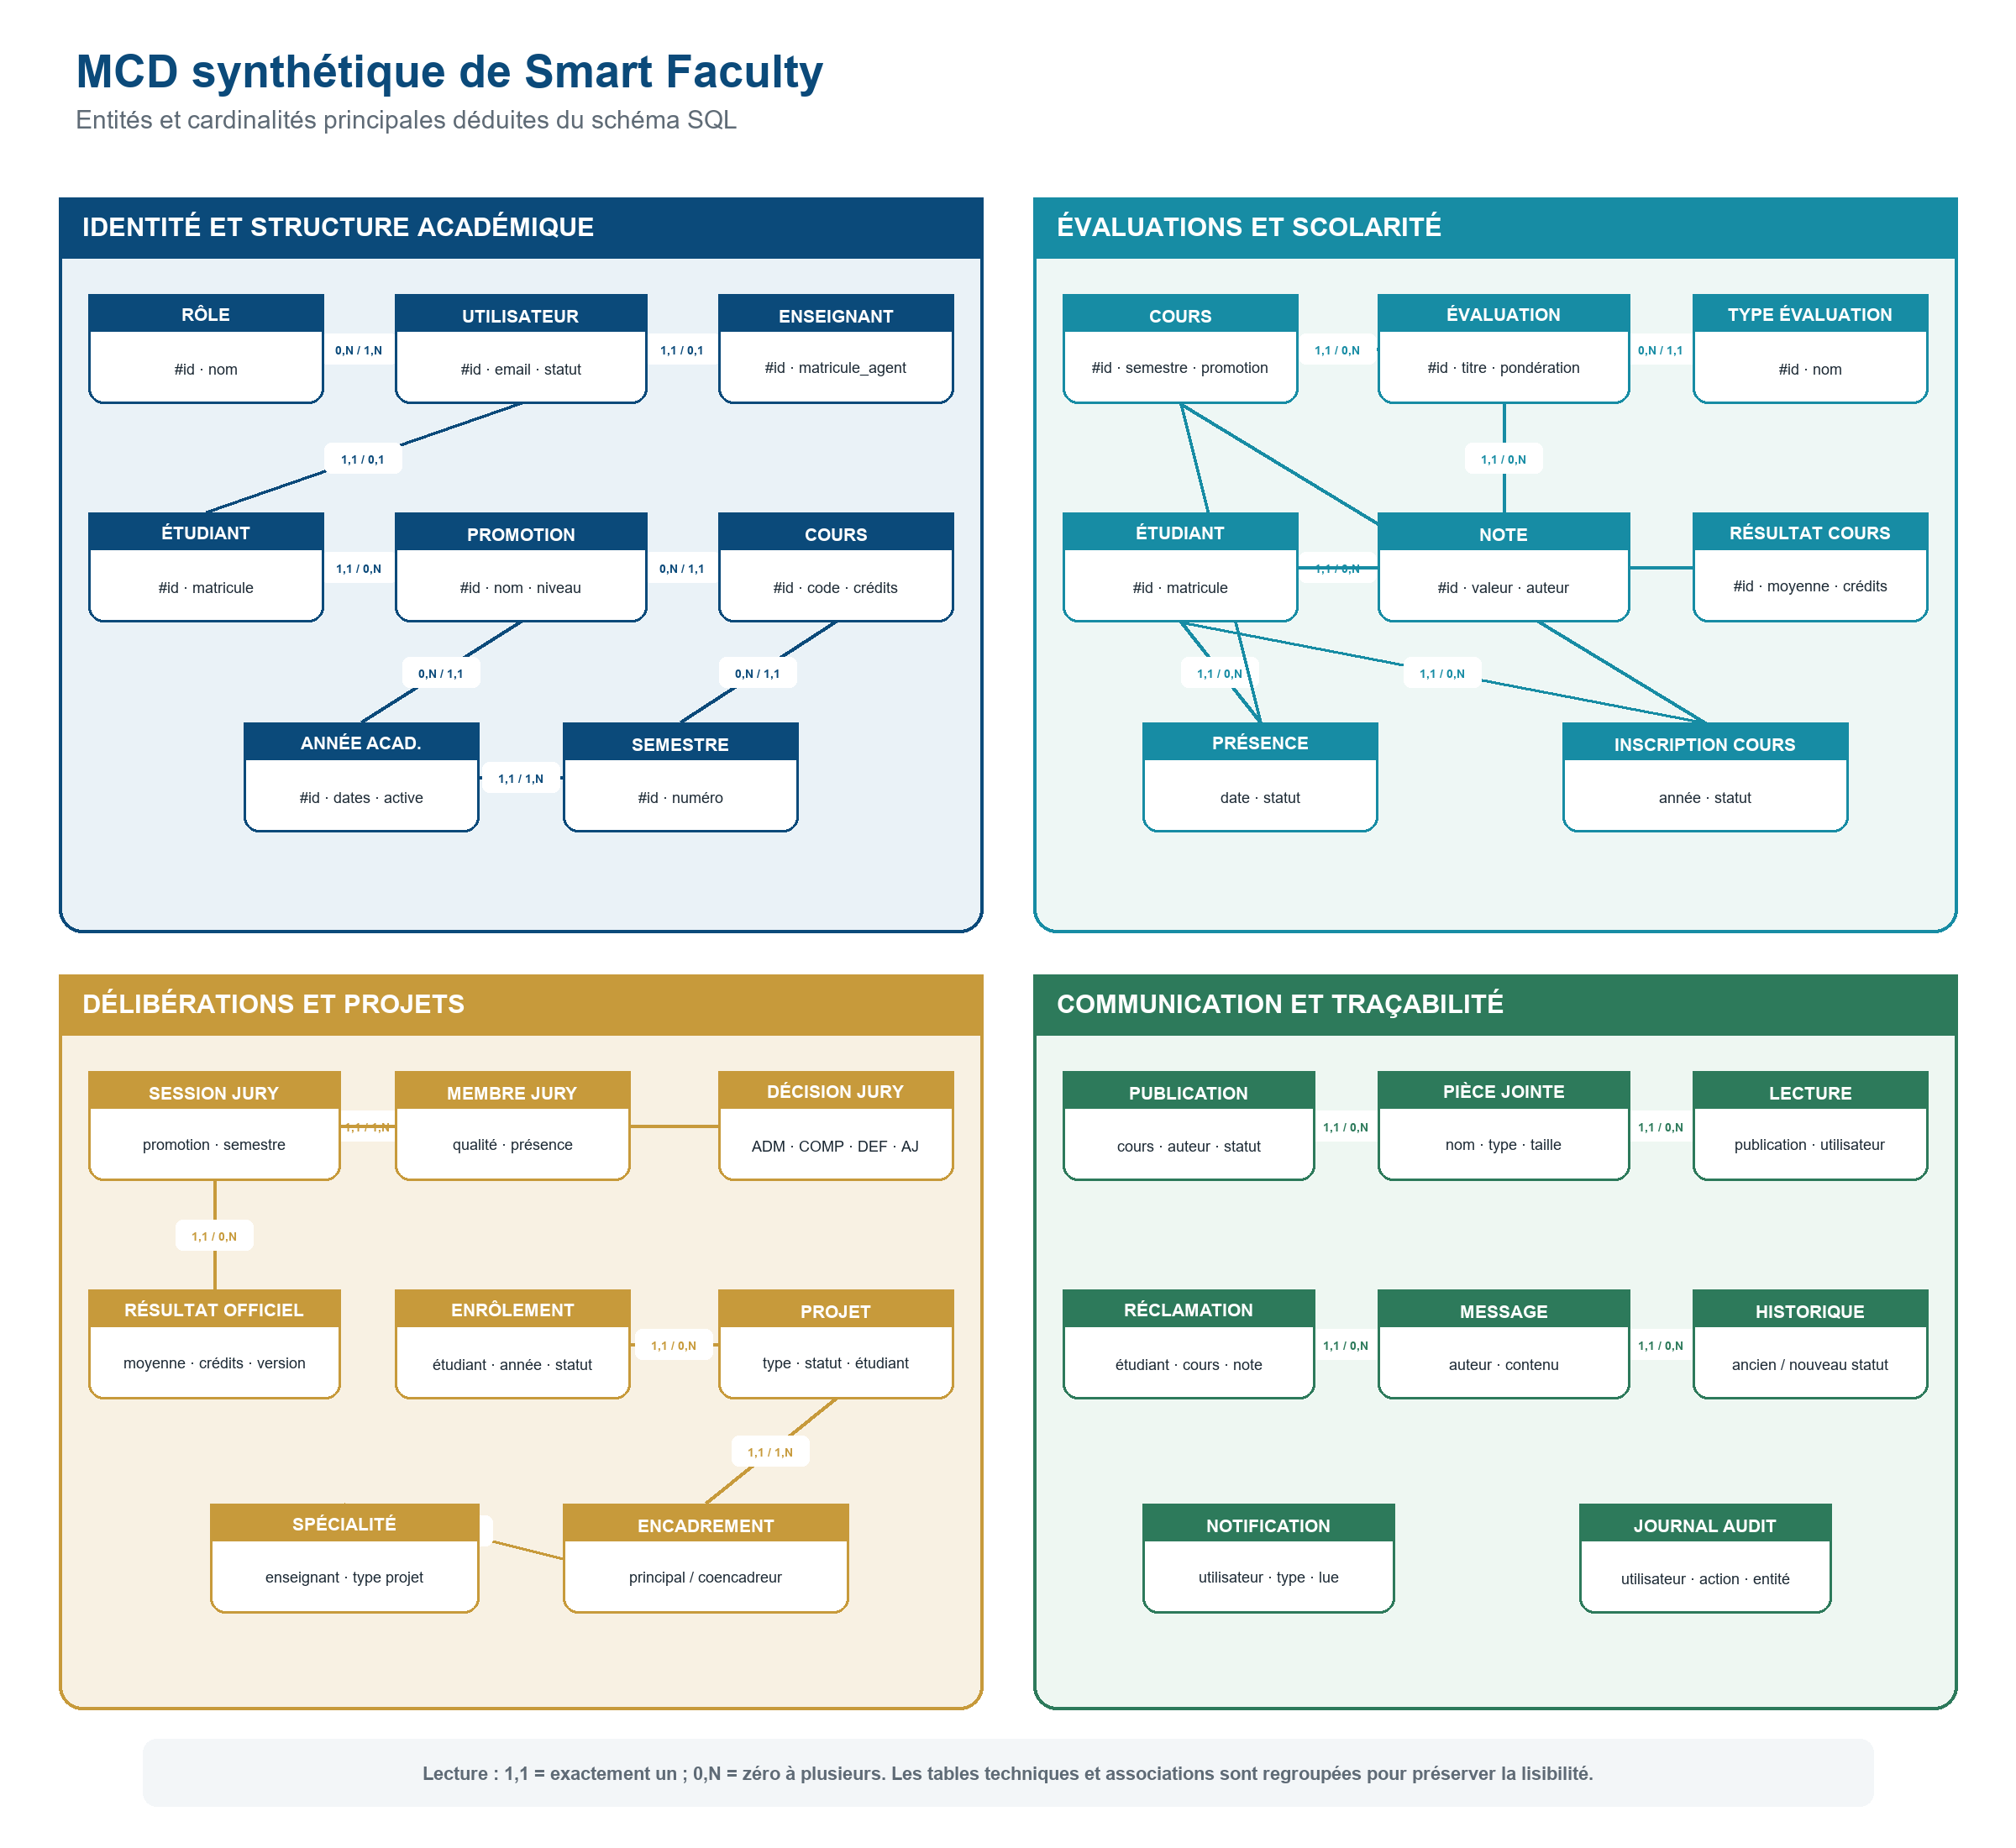 MCD synthétique de Smart Faculty
Entités et cardinalités principales déduites du schéma SQL
IDENTITÉ ET STRUCTURE ACADÉMIQUE
RÔLE
#id · nom
0,N / 1,N
UTILISATEUR
#id · email · statut
1,1 / 0,1
ENSEIGNANT
#id · matricule_agent
1,1 / 0,1
ÉTUDIANT
#id · matricule
1,1 / 0,N
PROMOTION
#id · nom · niveau
0,N / 1,1
COURS
#id · code · crédits
0,N / 1,1
0,N / 1,1
ANNÉE ACAD.
#id · dates · active
1,1 / 1,N
SEMESTRE
#id · numéro
ÉVALUATIONS ET SCOLARITÉ
COURS
#id · semestre · promotion
1,1 / 0,N
ÉVALUATION
#id · titre · pondération
0,N / 1,1
TYPE ÉVALUATION
#id · nom
1,1 / 0,N
ÉTUDIANT
#id · matricule
1,1 / 0,N
NOTE
#id · valeur · auteur
RÉSULTAT COURS
#id · moyenne · crédits
1,1 / 0,N
1,1 / 0,N
PRÉSENCE
date · statut
INSCRIPTION COURS
année · statut
DÉLIBÉRATIONS ET PROJETS
SESSION JURY
promotion · semestre
1,1 / 1,N
MEMBRE JURY
qualité · présence
DÉCISION JURY
ADM · COMP · DEF · AJ
1,1 / 0,N
RÉSULTAT OFFICIEL
moyenne · crédits · version
ENRÔLEMENT
étudiant · année · statut
1,1 / 0,N
PROJET
type · statut · étudiant
1,1 / 1,N
SPÉCIALITÉ
enseignant · type projet
ENCADREMENT
principal / coencadreur
COMMUNICATION ET TRAÇABILITÉ
PUBLICATION
cours · auteur · statut
1,1 / 0,N
PIÈCE JOINTE
nom · type · taille
1,1 / 0,N
LECTURE
publication · utilisateur
RÉCLAMATION
étudiant · cours · note
1,1 / 0,N
MESSAGE
auteur · contenu
1,1 / 0,N
HISTORIQUE
ancien / nouveau statut
NOTIFICATION
utilisateur · type · lue
JOURNAL AUDIT
utilisateur · action · entité
Lecture : 1,1 = exactement un ; 0,N = zéro à plusieurs. Les tables techniques et associations sont regroupées pour préserver la lisibilité.